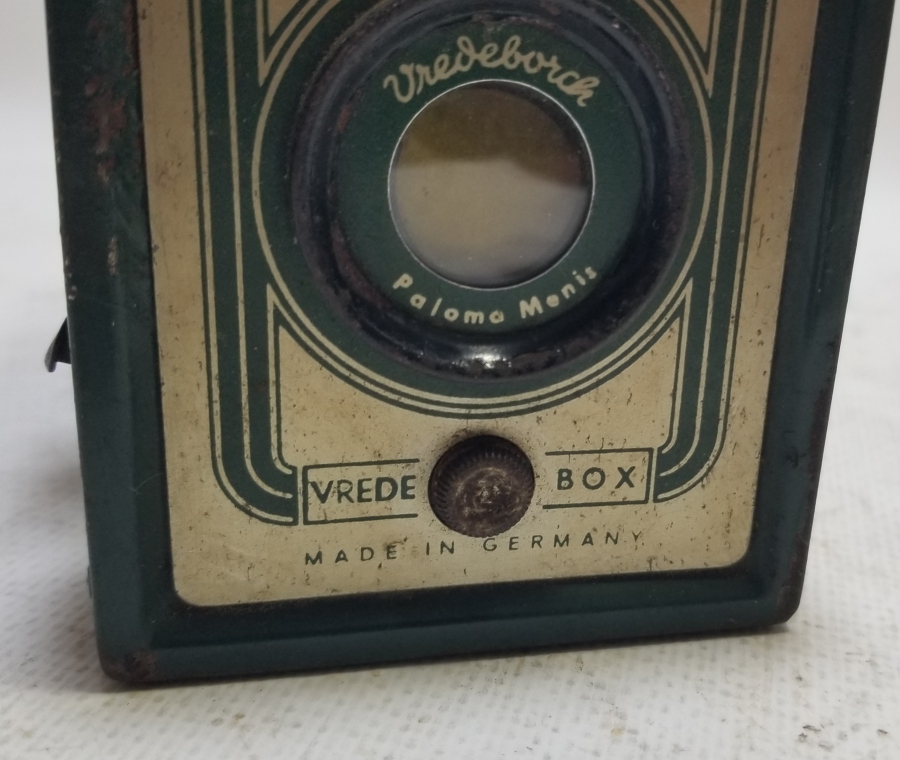 Vredeborch
Paloma Menis
VREDE BOX
MADE IN GERMANY